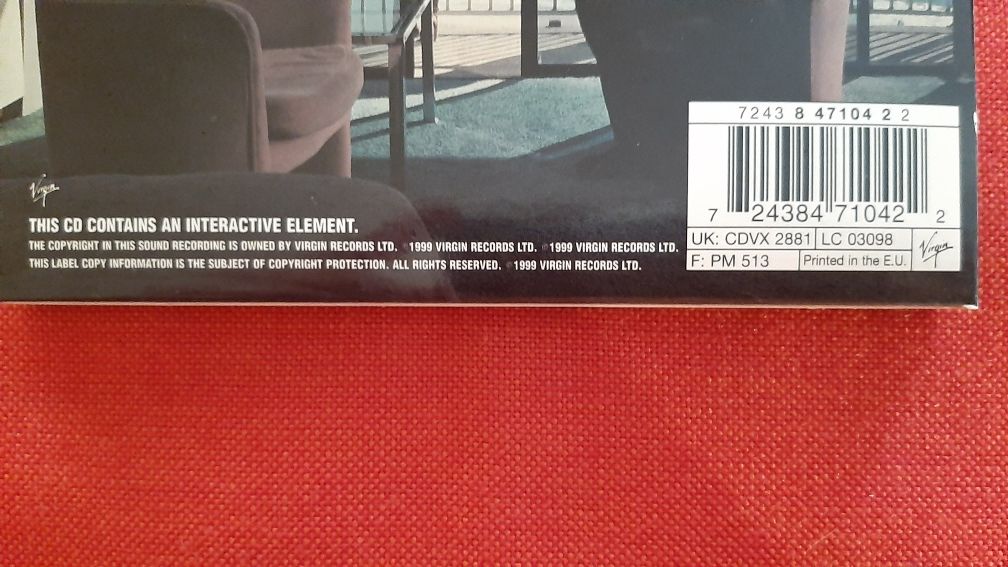 Virgin
THIS CD CONTAINS AN INTERACTIVE ELEMENT.
THE COPYRIGHT IN THIS SOUND RECORDING IS OWNED BY VIRGIN RECORDS LTD. 1999 VIRGIN RECORDS LTD. 1999 VIRGIN RECORDS LTD.
THIS LABEL COPY INFORMATION IS THE SUBJECT OF COPYRIGHT PROTECTION. ALL RIGHTS RESERVED. 1999 VIRGIN RECORDS LTD.
7243 8 47104 2 2
7 24384 71042 2
UK: CDVX 2881 LC 03098
F: PM 513 Printed in the E.U.
Virgin